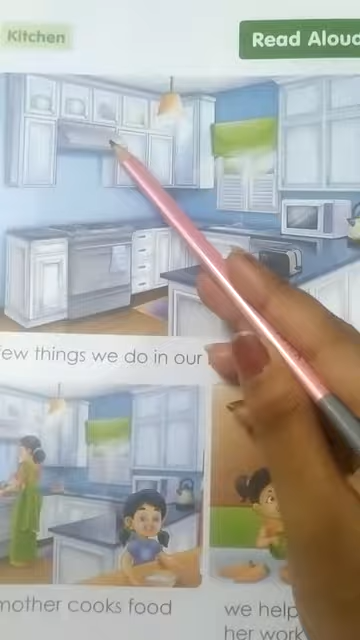 Kitchen
Read Aloud
few things we do in our
mother cooks food
we help
her work